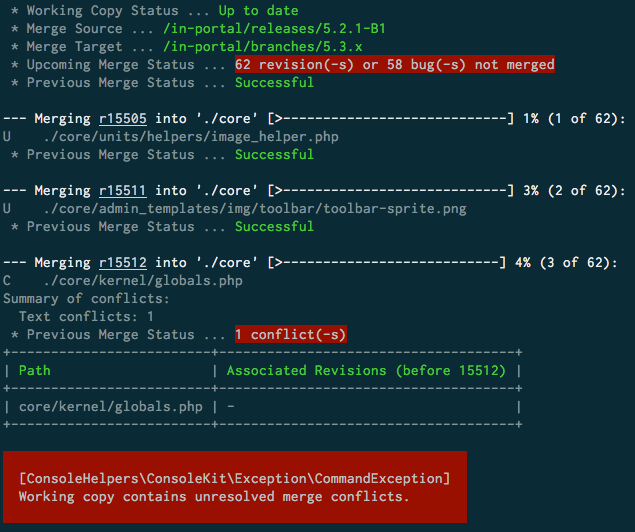 * Working Copy Status ... Up to date
* Merge Source ... /in-portal/releases/5.2.1-B1
* Merge Target ... /in-portal/branches/5.3.x
* Upcoming Merge Status ... 62 revision(-s) or 58 bug(-s) not merged
* Previous Merge Status ... Successful
--- Merging r15505 into './core' [>----------------------------] 1% (1 of 62):
U    ./core/units/helpers/image_helper.php
* Previous Merge Status ... Successful
--- Merging r15511 into './core' [>----------------------------] 3% (2 of 62):
U    ./core/admin_templates/img/toolbar/toolbar-sprite.png
* Previous Merge Status ... Successful
--- Merging r15512 into './core' [>---------------------------] 4% (3 of 62):
C    ./core/kernel/globals.php
Summary of conflicts:
  Text conflicts: 1
* Previous Merge Status ... 1 conflict(-s)
+--------------------------+--------------------------------------+
| Path                     | Associated Revisions (before 15512) |
+--------------------------+--------------------------------------+
| core/kernel/globals.php | -                                    |
+--------------------------+--------------------------------------+
[ConsoleHelpers\ConsoleKit\Exception\CommandException]
Working copy contains unresolved merge conflicts.